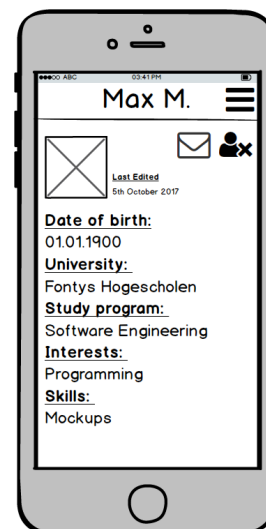 ABC 03:41 PM
Max M.
Last Edited
5th October 2017
Date of birth:
01.01.1900
University:
Fontys Hogescholen
Study program:
Software Engineering
Interests:
Programming
Skills:
Mockups